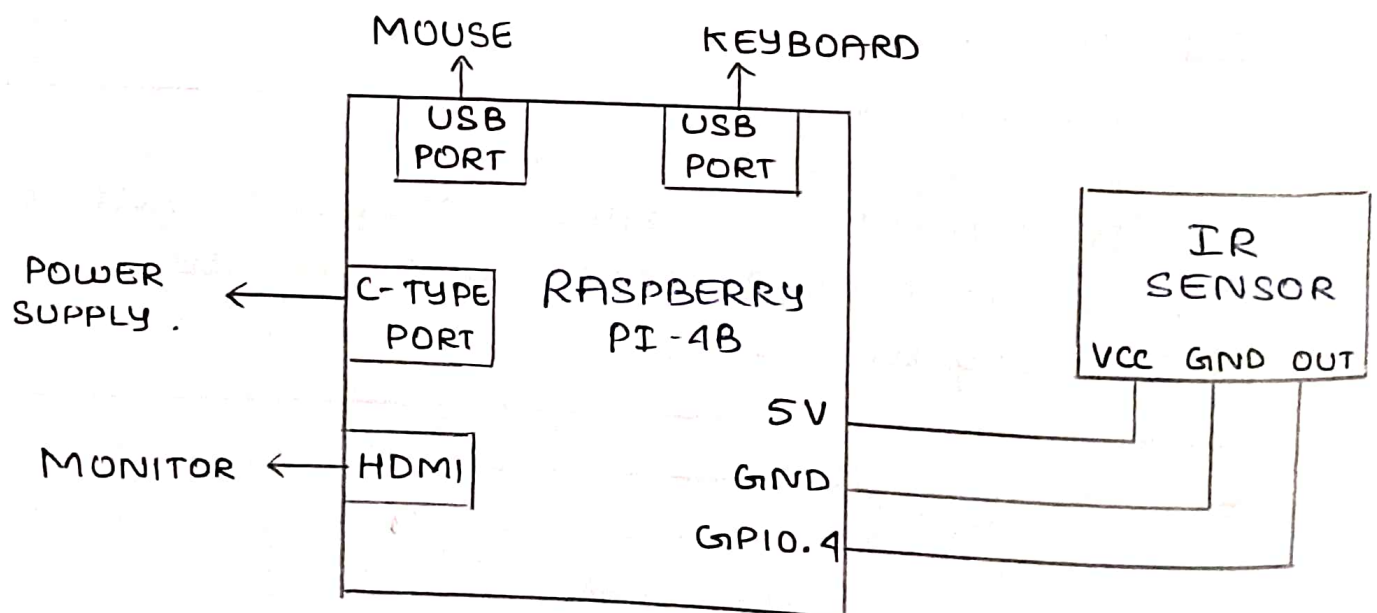 MOUSE
KEYBOARD
USB
PORT
USB
PORT
IR
SENSOR
VCC GND OUT
POWER
SUPPLY.
C-TYPE
PORT
RASPBERRY
PI-4B
5V
MONITOR
HDMI
GND
GPIO.4